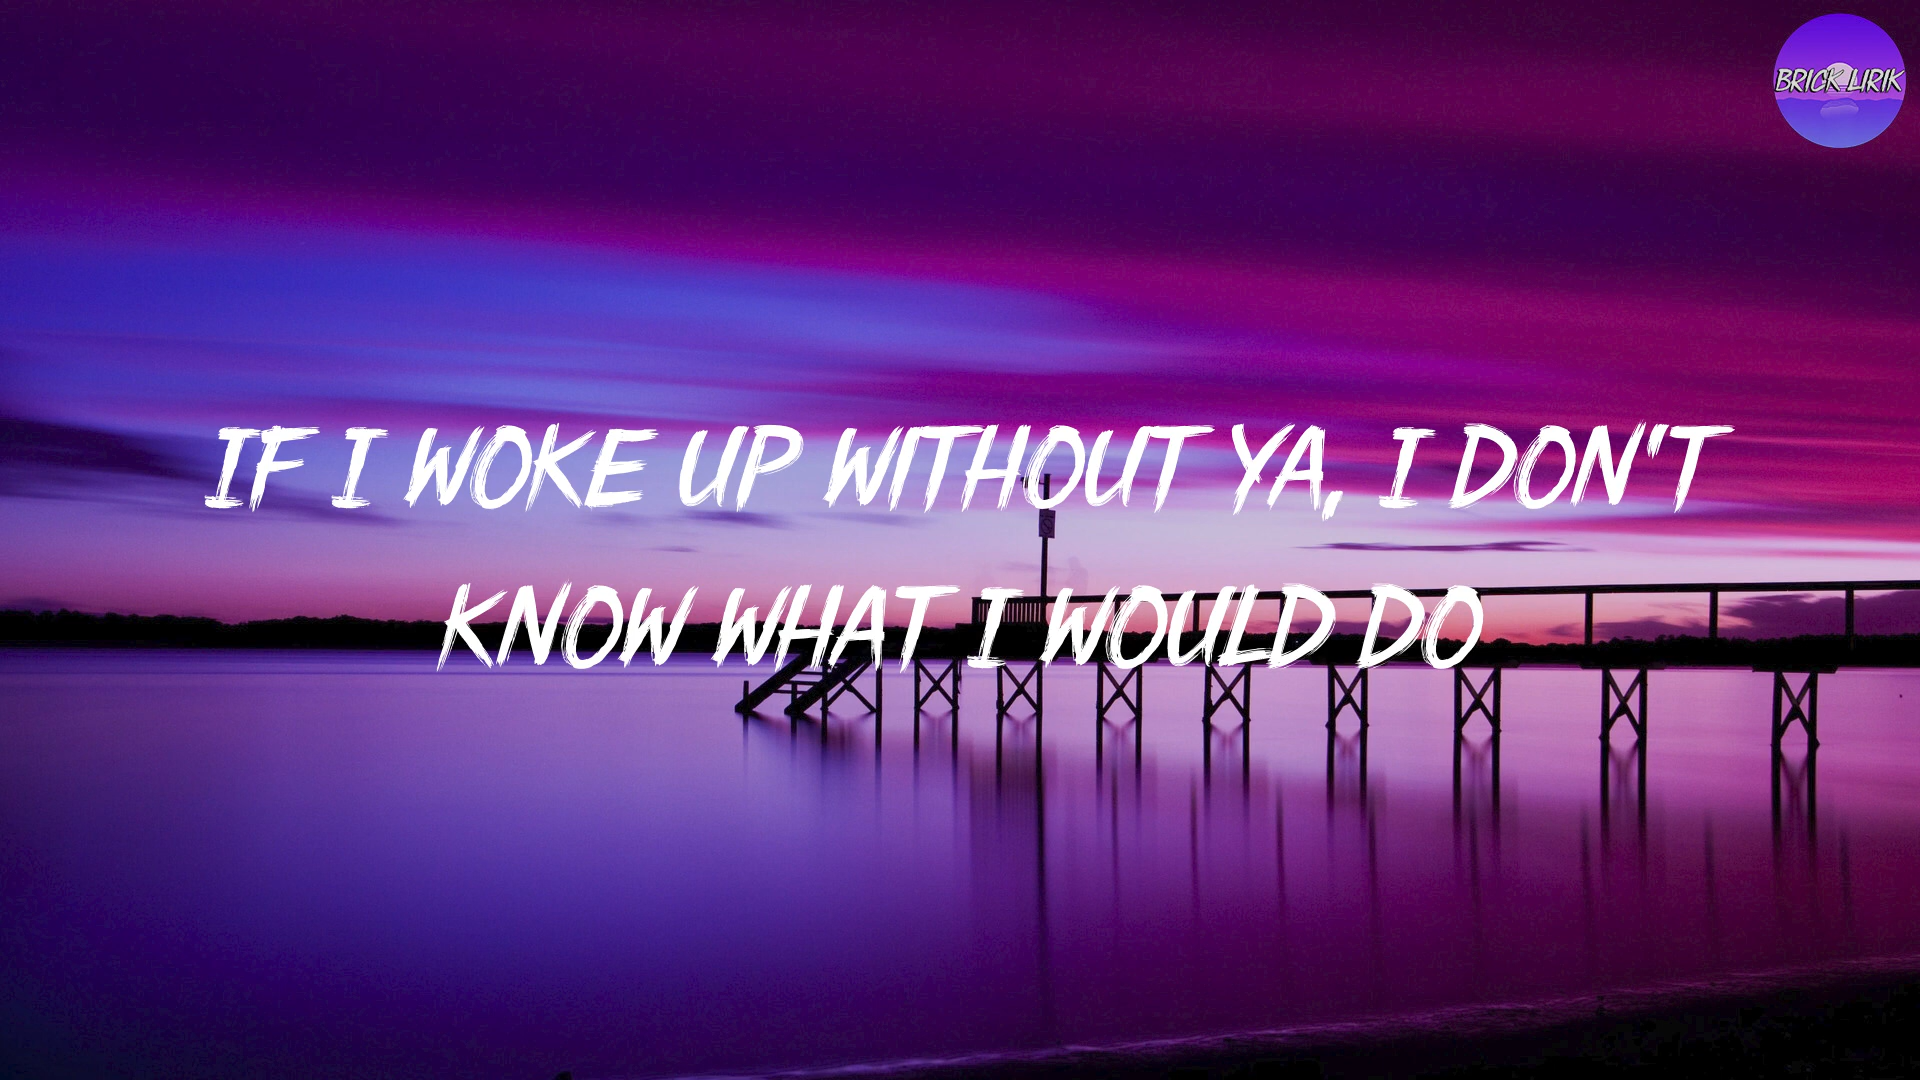 BRICK LIRIK
IF I WOKE UP WITHOUT YA, I DON'T
KNOW WHAT I WOULD DO